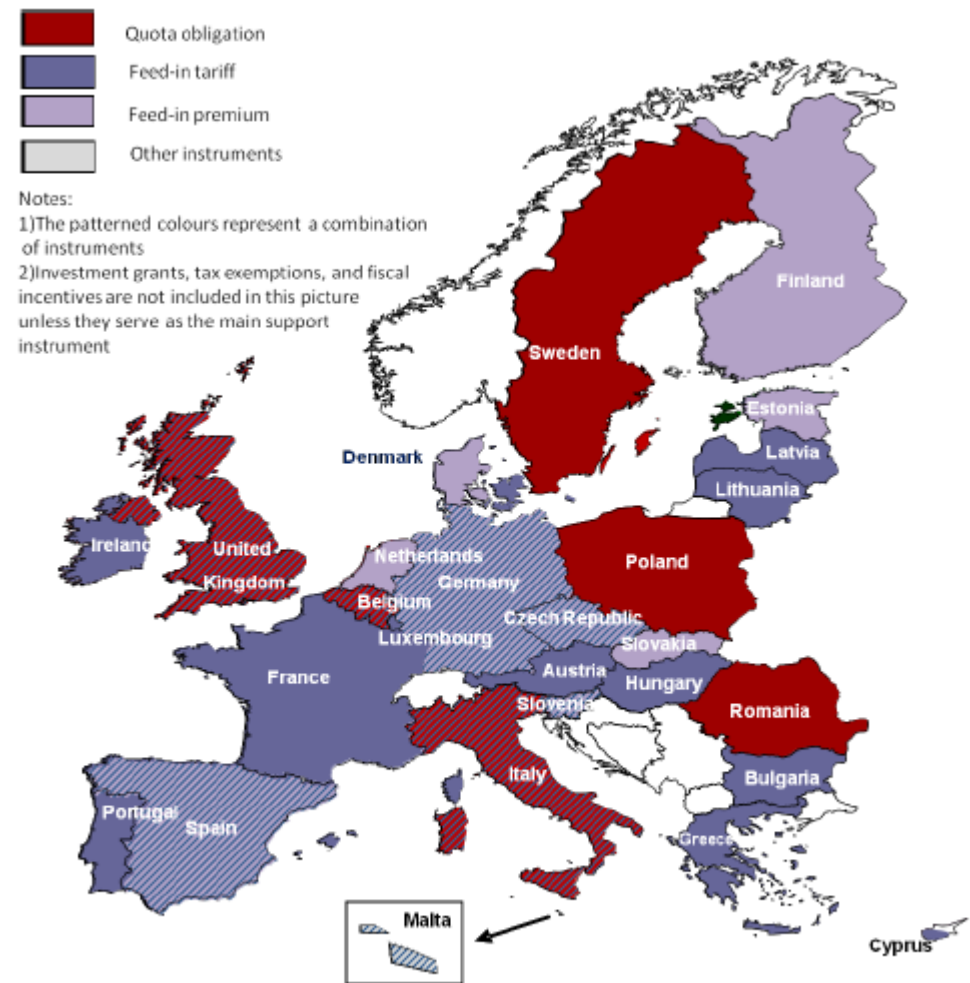 Quota obligation
Feed-in tariff
Feed-in premium
Other instruments
Notes:
1)The patterned colours represent a combination
of instruments
2)Investment grants, tax exemptions, and fiscal
incentives are not included in this picture
unless they serve as the main support
instrument
Finland
Sweden
Estonia
Latvia
Denmark
Lithuania
Ireland
United
Kingdom
Netherlands
Germany
Poland
Belgium
Czech Republic
Luxembourg
Slovakia
France
Austria
Hungary
Slovenia
Romania
Italy
Bulgaria
Portugal
Spain
Greece
Malta
Cyprus